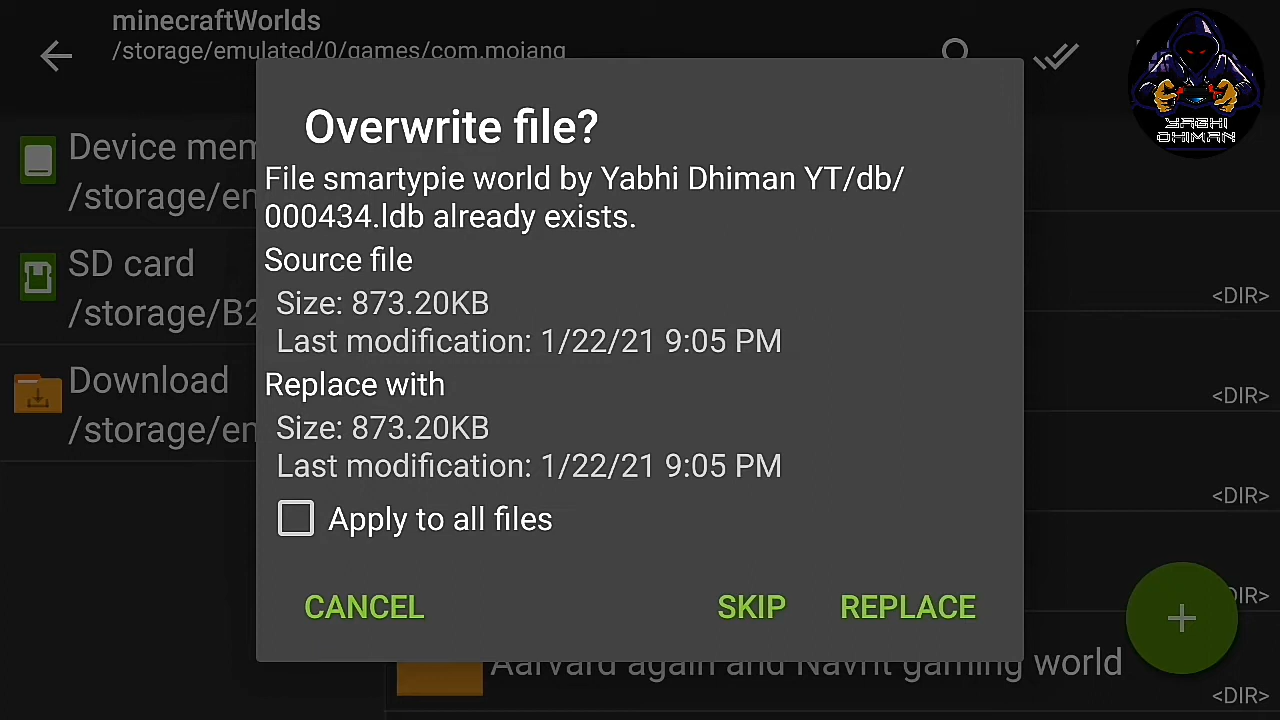 minecraftWorlds
/storage/emulated/0/games/com.mojang
YABHI
DHIMAN
Overwrite file?
File smartypie world by Yabhi Dhiman YT/db/
000434.ldb already exists.
Source file
Size: 873.20KB
Last modification: 1/22/21 9:05 PM
Replace with
Size: 873.20KB
Last modification: 1/22/21 9:05 PM
Apply to all files
CANCEL
SKIP
REPLACE
Device mem
/storage/en
SD card
/storage/B2
Download
/storage/en
<DIR>
<DIR>
<DIR>
<DIR>
Aarvard again and Navrit gaming world
<DIR>